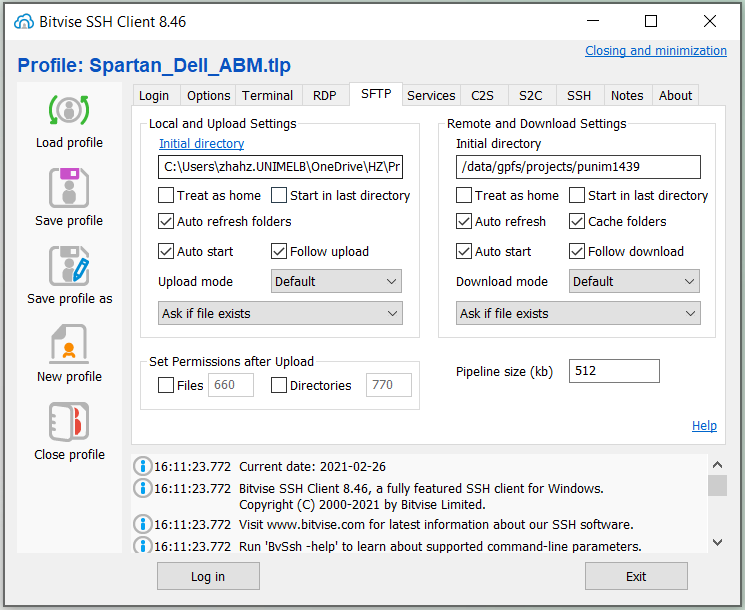 Bitvise SSH Client 8.46
Closing and minimization
Profile: Spartan_Dell_ABM.tlp
Load profile
Save profile
Save profile as
New profile
Close profile
Login Options Terminal RDP SFTP Services C2S S2C SSH Notes About
Local and Upload Settings
Initial directory
C:\Users\zhahz.UNIMELB\OneDrive\HZ\Pr
Treat as home Start in last directory
Auto refresh folders
Auto start Follow upload
Upload mode Default
Ask if file exists
Remote and Download Settings
Initial directory
/data/gpfs/projects/punim1439
Treat as home Start in last directory
Auto refresh Cache folders
Auto start Follow download
Download mode Default
Ask if file exists
Set Permissions after Upload
Files 660 Directories 770
Pipeline size (kb) 512
Help
16:11:23.772 Current date: 2021-02-26
16:11:23.772 Bitvise SSH Client 8.46, a fully featured SSH client for Windows.
Copyright (C) 2000-2021 by Bitvise Limited.
16:11:23.772 Visit www.bitvise.com for latest information about our SSH software.
16:11:23.772 Run 'BvSsh -help' to learn about supported command-line parameters.
Log in
Exit